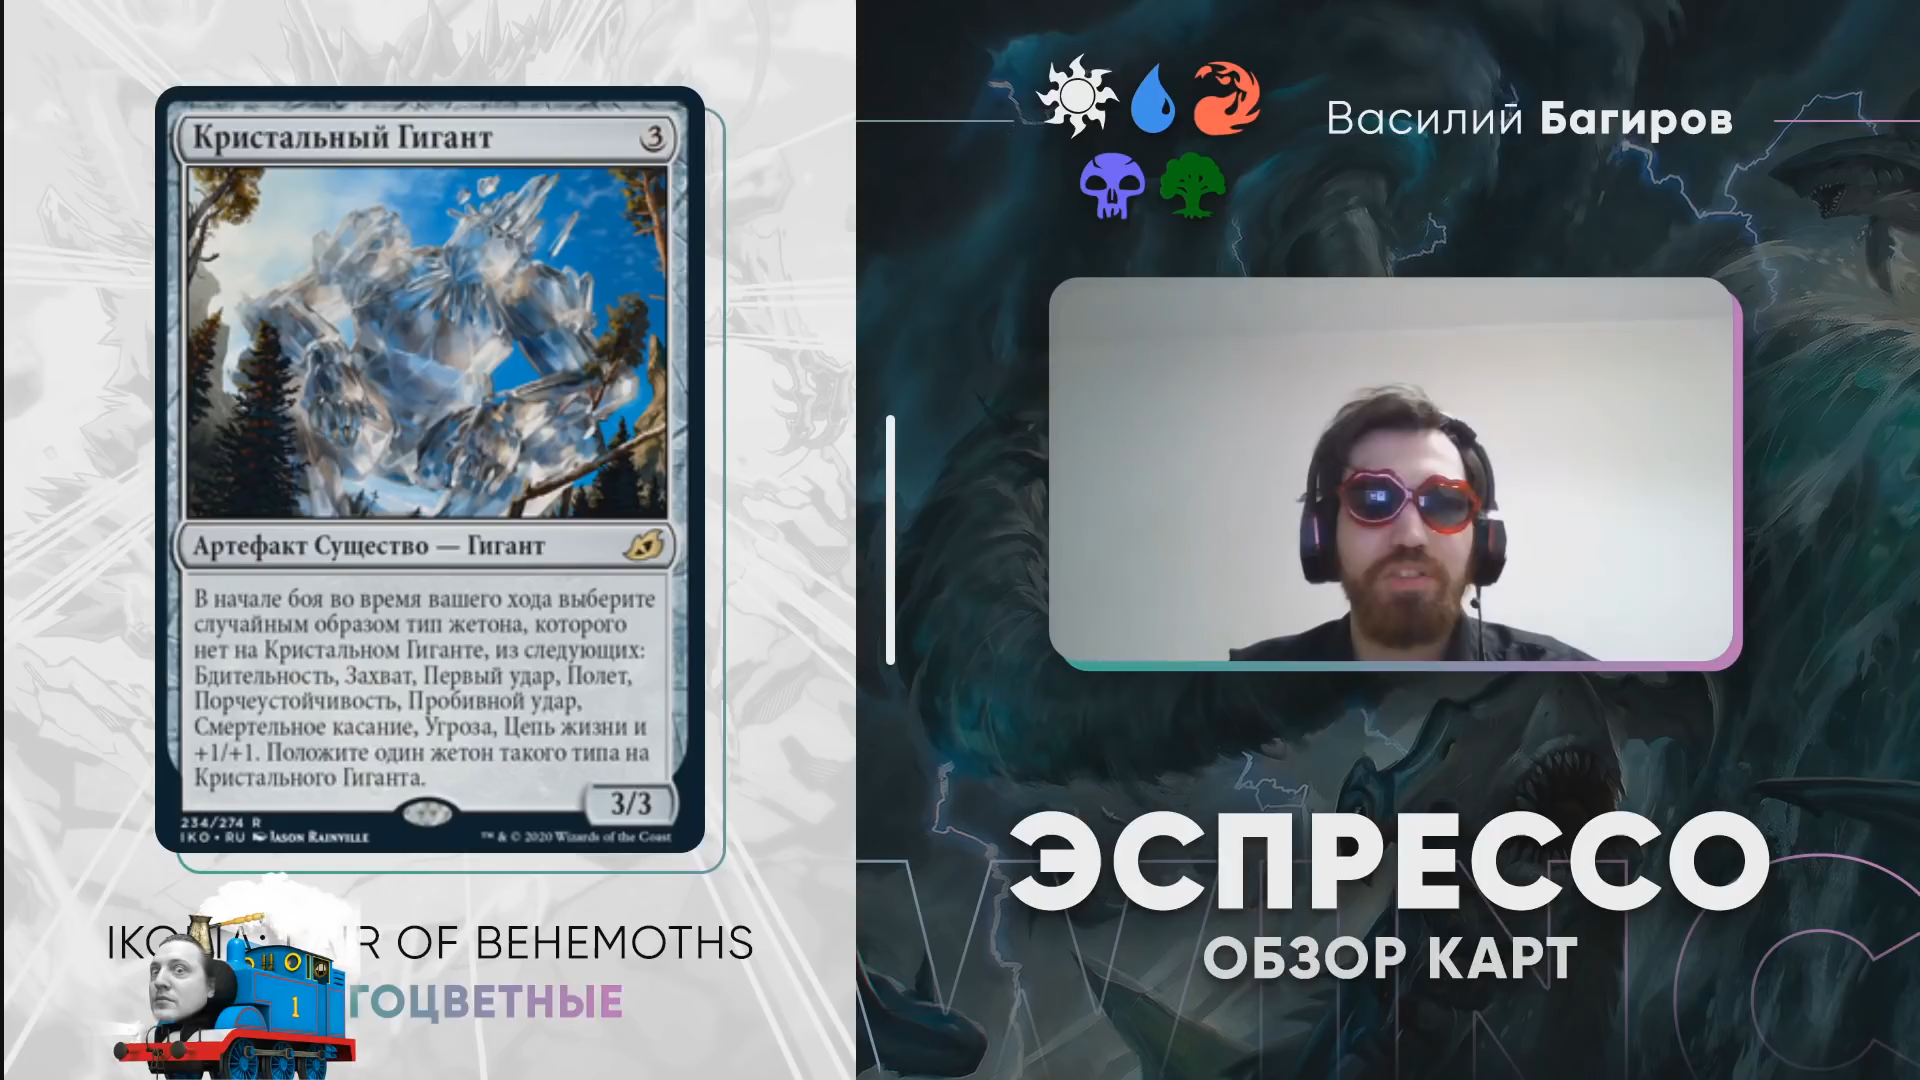 Кристальный Гигант
3
Артефакт Существо — Гигант
В начале боя во время вашего хода выберите
случайным образом тип жетона, которого
нет на Кристальном Гиганте, из следующих:
Бдительность, Захват, Первый удар, Полет,
Порчеустойчивость, Пробивной удар,
Смертельное касание, Угроза, Цепь жизни и
+1/+1. Положите один жетон такого типа на
Кристального Гиганта.
3/3
234/274 R
IKO • RU Jason Rainville
™ & © 2020 Wizards of the Coast
OF BEHEMOTHS
1
Василий Багиров
ЭСПРЕССО
ОБЗОР КАРТ